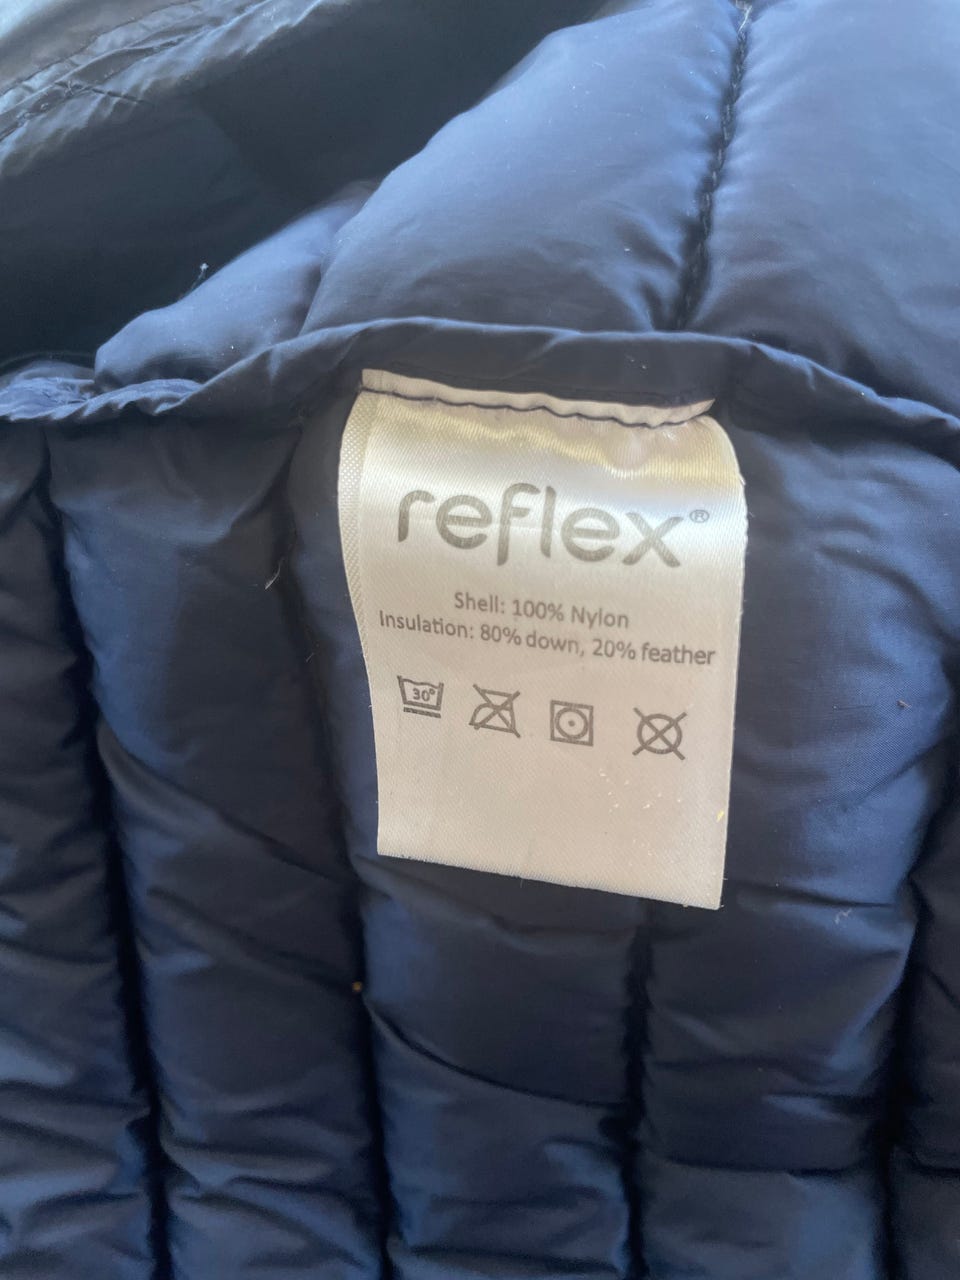 reflex®
Shell: 100% Nylon
Insulation: 80% down, 20% feather
30°